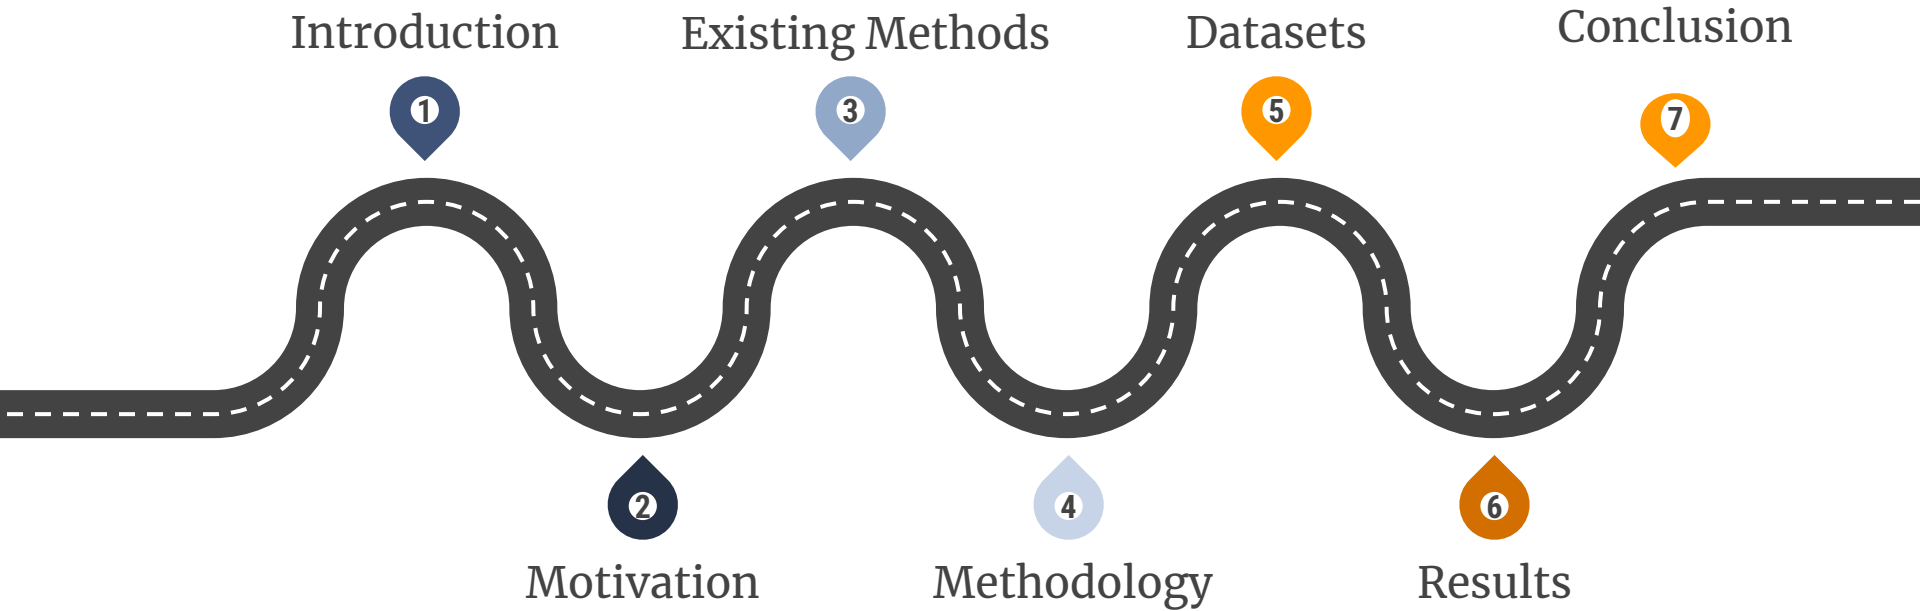 Introduction
1
2
Motivation
Existing Methods
3
4
Methodology
Datasets
5
6
Results
Conclusion
7